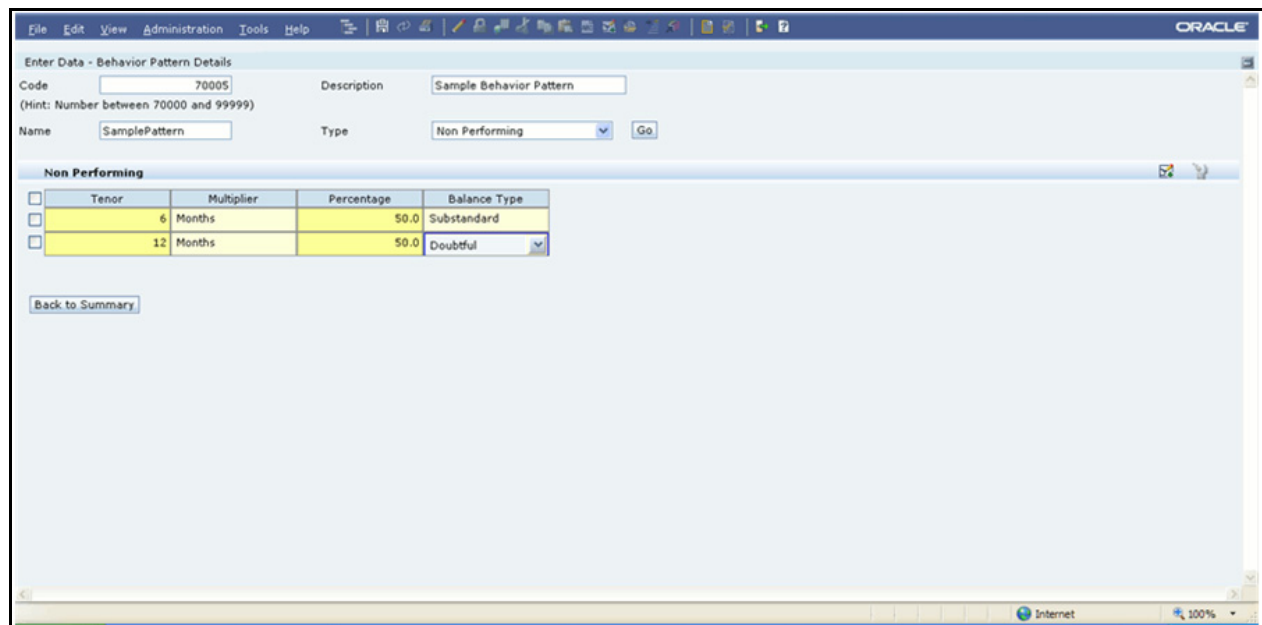 File Edit View Administration Tools Help ORACLE
Enter Data - Behavior Pattern Details
Code 70005 Description Sample Behavior Pattern
(Hint: Number between 70000 and 99999)
Name SamplePattern Type Non Performing Go
Non Performing
Tenor Multiplier Percentage Balance Type
6 Months 50.0 Substandard
12 Months 50.0 Doubtful
Back to Summary
Internet 100%